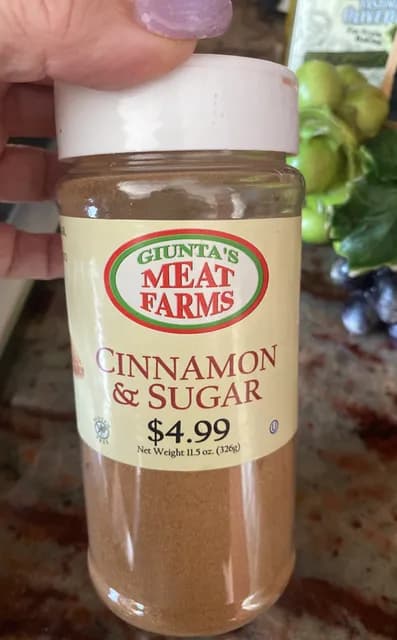 GIUNTA'S
MEAT
FARMS
CINNAMON
& SUGAR
$4.99
Net Weight 11.5 oz. (326g)
U